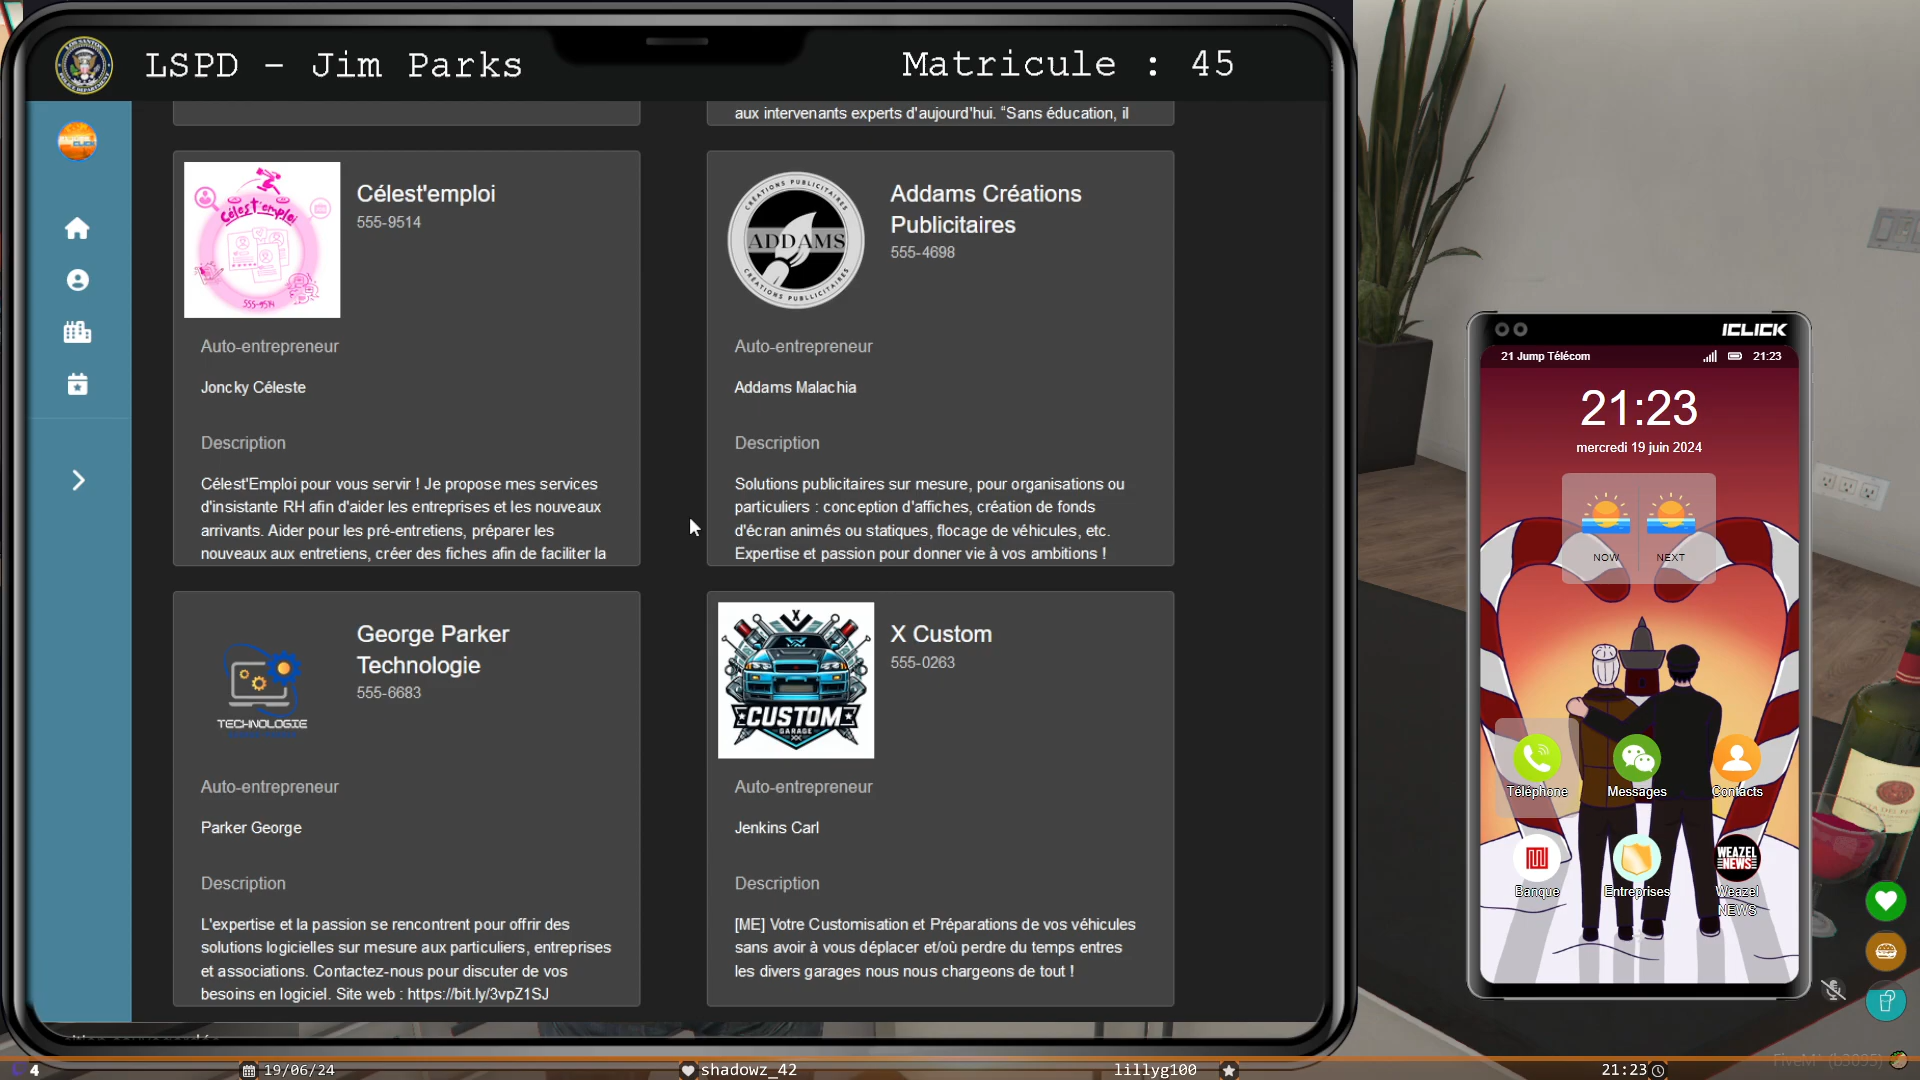 LSPD - Jim Parks
Matricule : 45
aux intervenants experts d'aujourd'hui. “Sans éducation, il
Célest'emploi
555-9514
Célest'emploi
555-9514
Auto-entrepreneur
Joncky Céleste
Description
Célest'Emploi pour vous servir ! Je propose mes services
d'insistante RH afin d'aider les entreprises et les nouveaux
arrivants. Aider pour les pré-entretiens, préparer les
nouveaux aux entretiens, créer des fiches afin de faciliter la
CRÉATIONS PUBLICITAIRES
ADDAMS
Addams Créations
Publicitaires
555-4698
Auto-entrepreneur
Addams Malachia
Description
Solutions publicitaires sur mesure, pour organisations ou
particuliers : conception d'affiches, création de fonds
d'écran animés ou statiques, flocage de véhicules, etc.
Expertise et passion pour donner vie à vos ambitions !
TECHNOLOGIE
George Parker
Technologie
555-6683
Auto-entrepreneur
Parker George
Description
L'expertise et la passion se rencontrent pour offrir des
solutions logicielles sur mesure aux particuliers, entreprises
et associations. Contactez-nous pour discuter de vos
besoins en logiciel. Site web : https://bit.ly/3vpZ1SJ
X
CUSTOM
GARAGE
X Custom
555-0263
Auto-entrepreneur
Jenkins Carl
Description
[ME] Votre Customisation et Préparations de vos véhicules
sans avoir à vous déplacer et/où perdre du temps entres
les divers garages nous nous chargeons de tout !
ICLICK
21 Jump Télécom
21:23
21:23
mercredi 19 juin 2024
NOW
NEXT
Téléphone
Messages
Contacts
Banque
Entreprises
WEAZEL
NEWS
Weazel
NEWS
4
19/06/24
shadowz_42
lillyg100
21:23